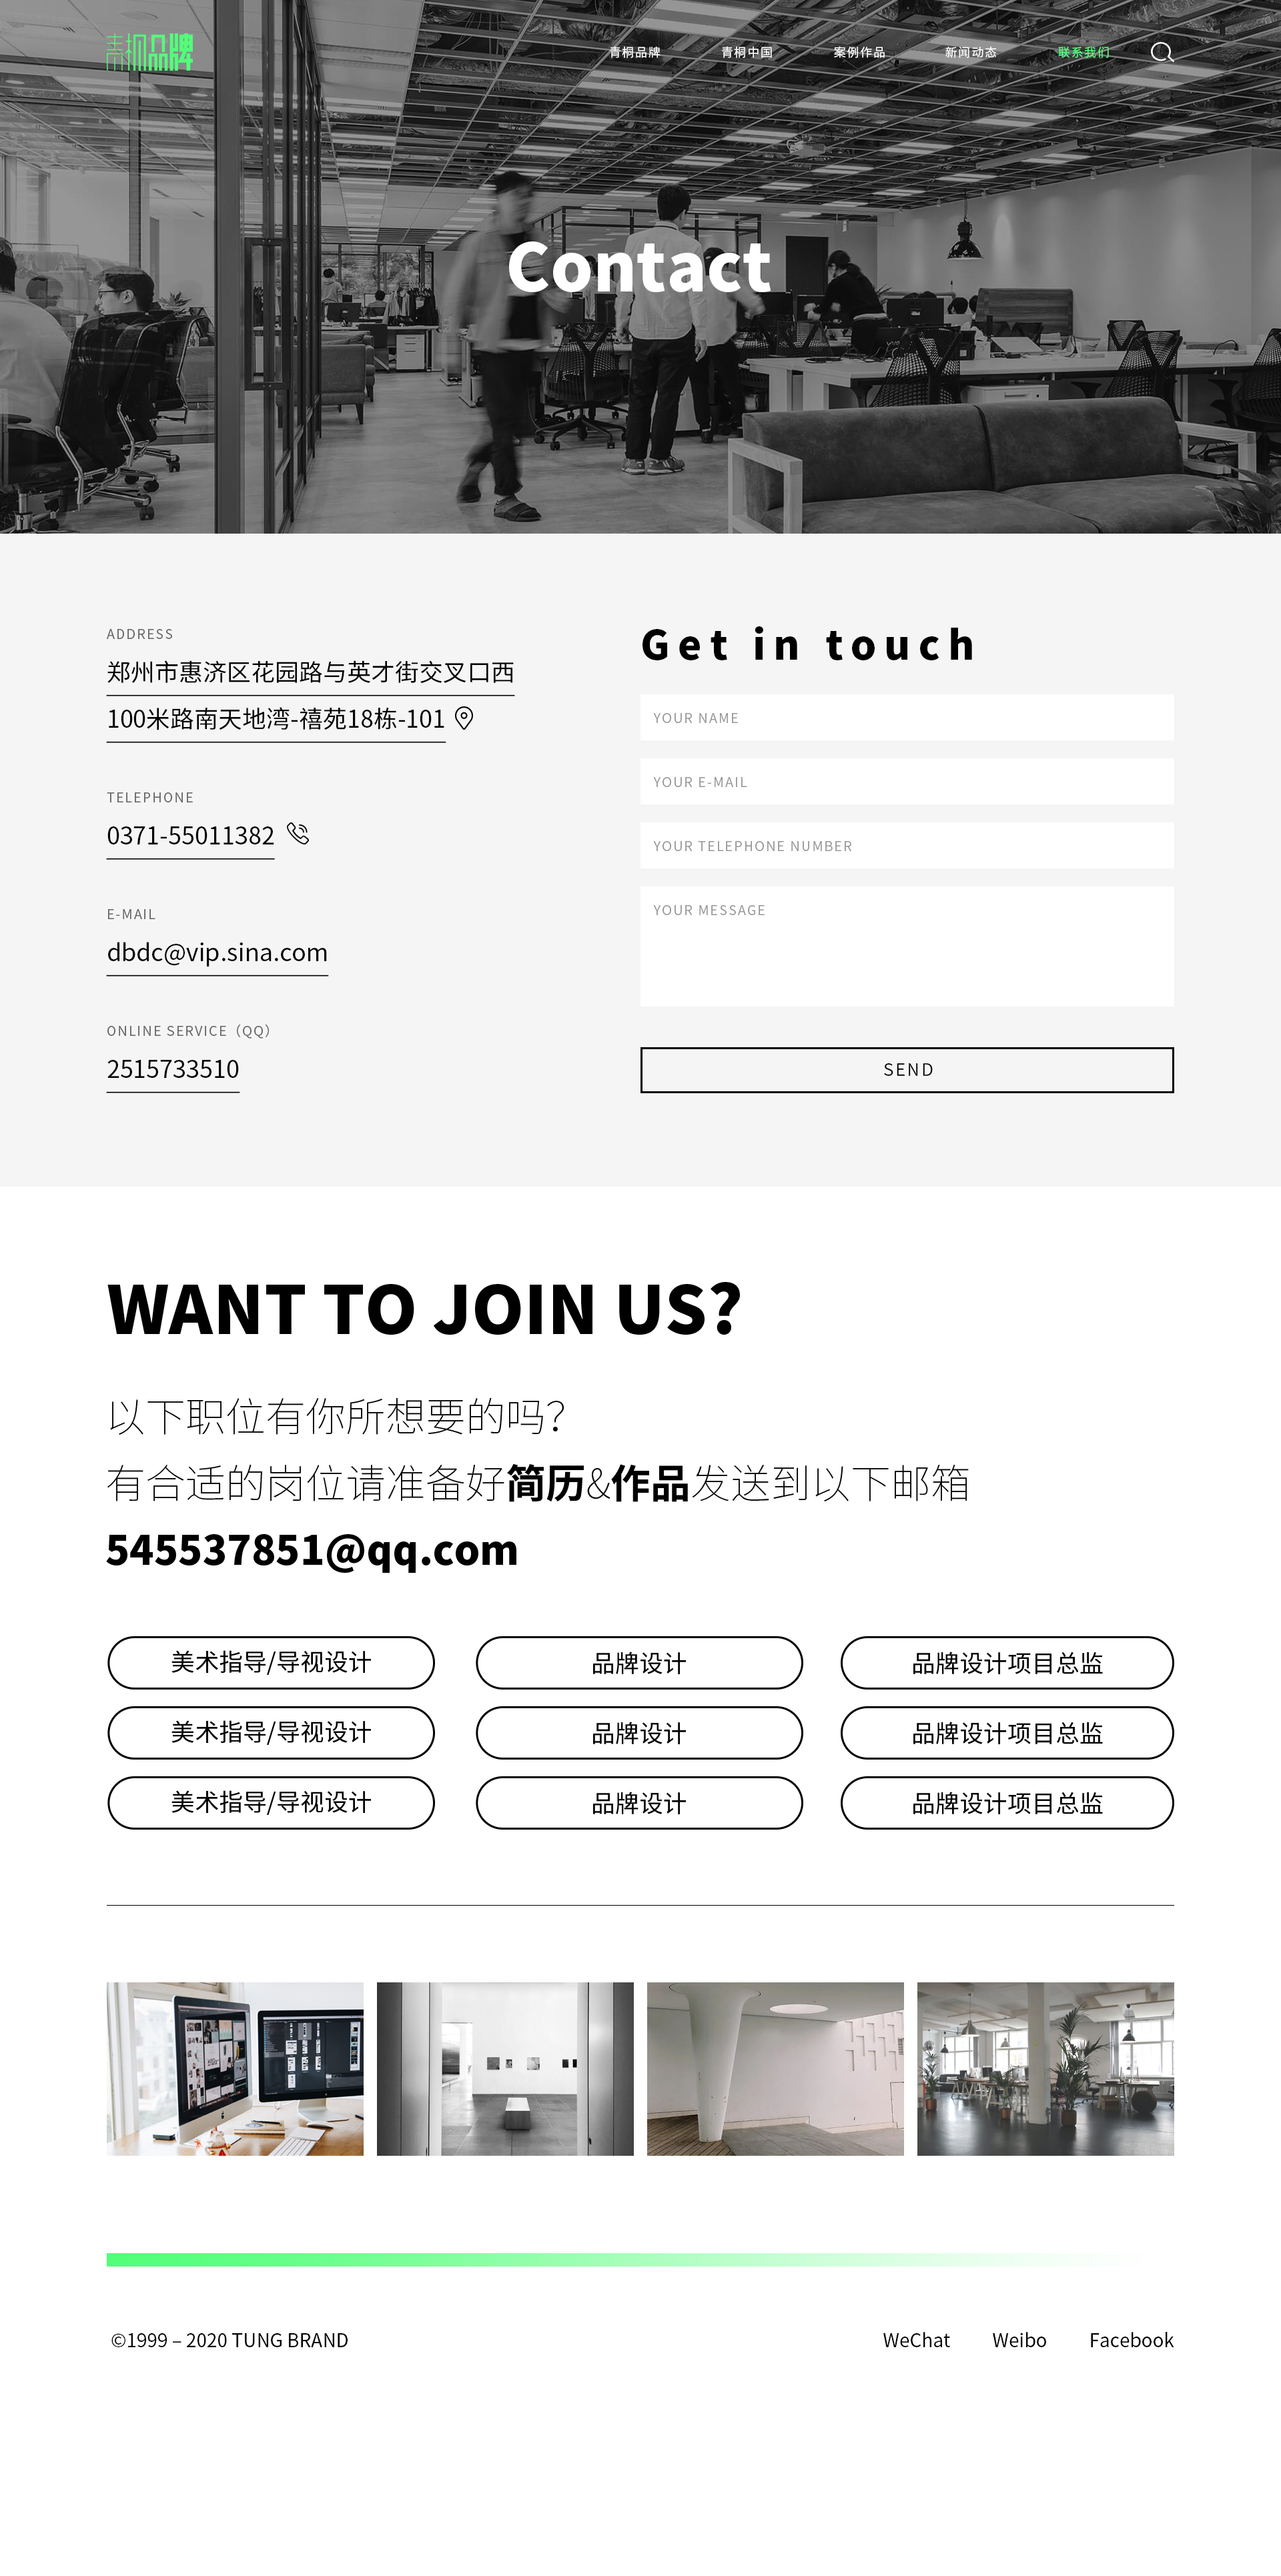 青桐品牌
青桐品牌 青桐中国 案例作品 新闻动态 联系我们
Contact
ADDRESS
郑州市惠济区花园路与英才街交叉口西
100米路南天地湾-禧苑18栋-101
TELEPHONE
0371-55011382
E-MAIL
dbdc@vip.sina.com
ONLINE SERVICE（QQ）
2515733510
Get in touch
YOUR NAME
YOUR E-MAIL
YOUR TELEPHONE NUMBER
YOUR MESSAGE
SEND
WANT TO JOIN US?
以下职位有你所想要的吗？
有合适的岗位请准备好简历&作品发送到以下邮箱
545537851@qq.com
美术指导/导视设计 品牌设计 品牌设计项目总监
美术指导/导视设计 品牌设计 品牌设计项目总监
美术指导/导视设计 品牌设计 品牌设计项目总监
©1999 – 2020 TUNG BRAND
WeChat Weibo Facebook